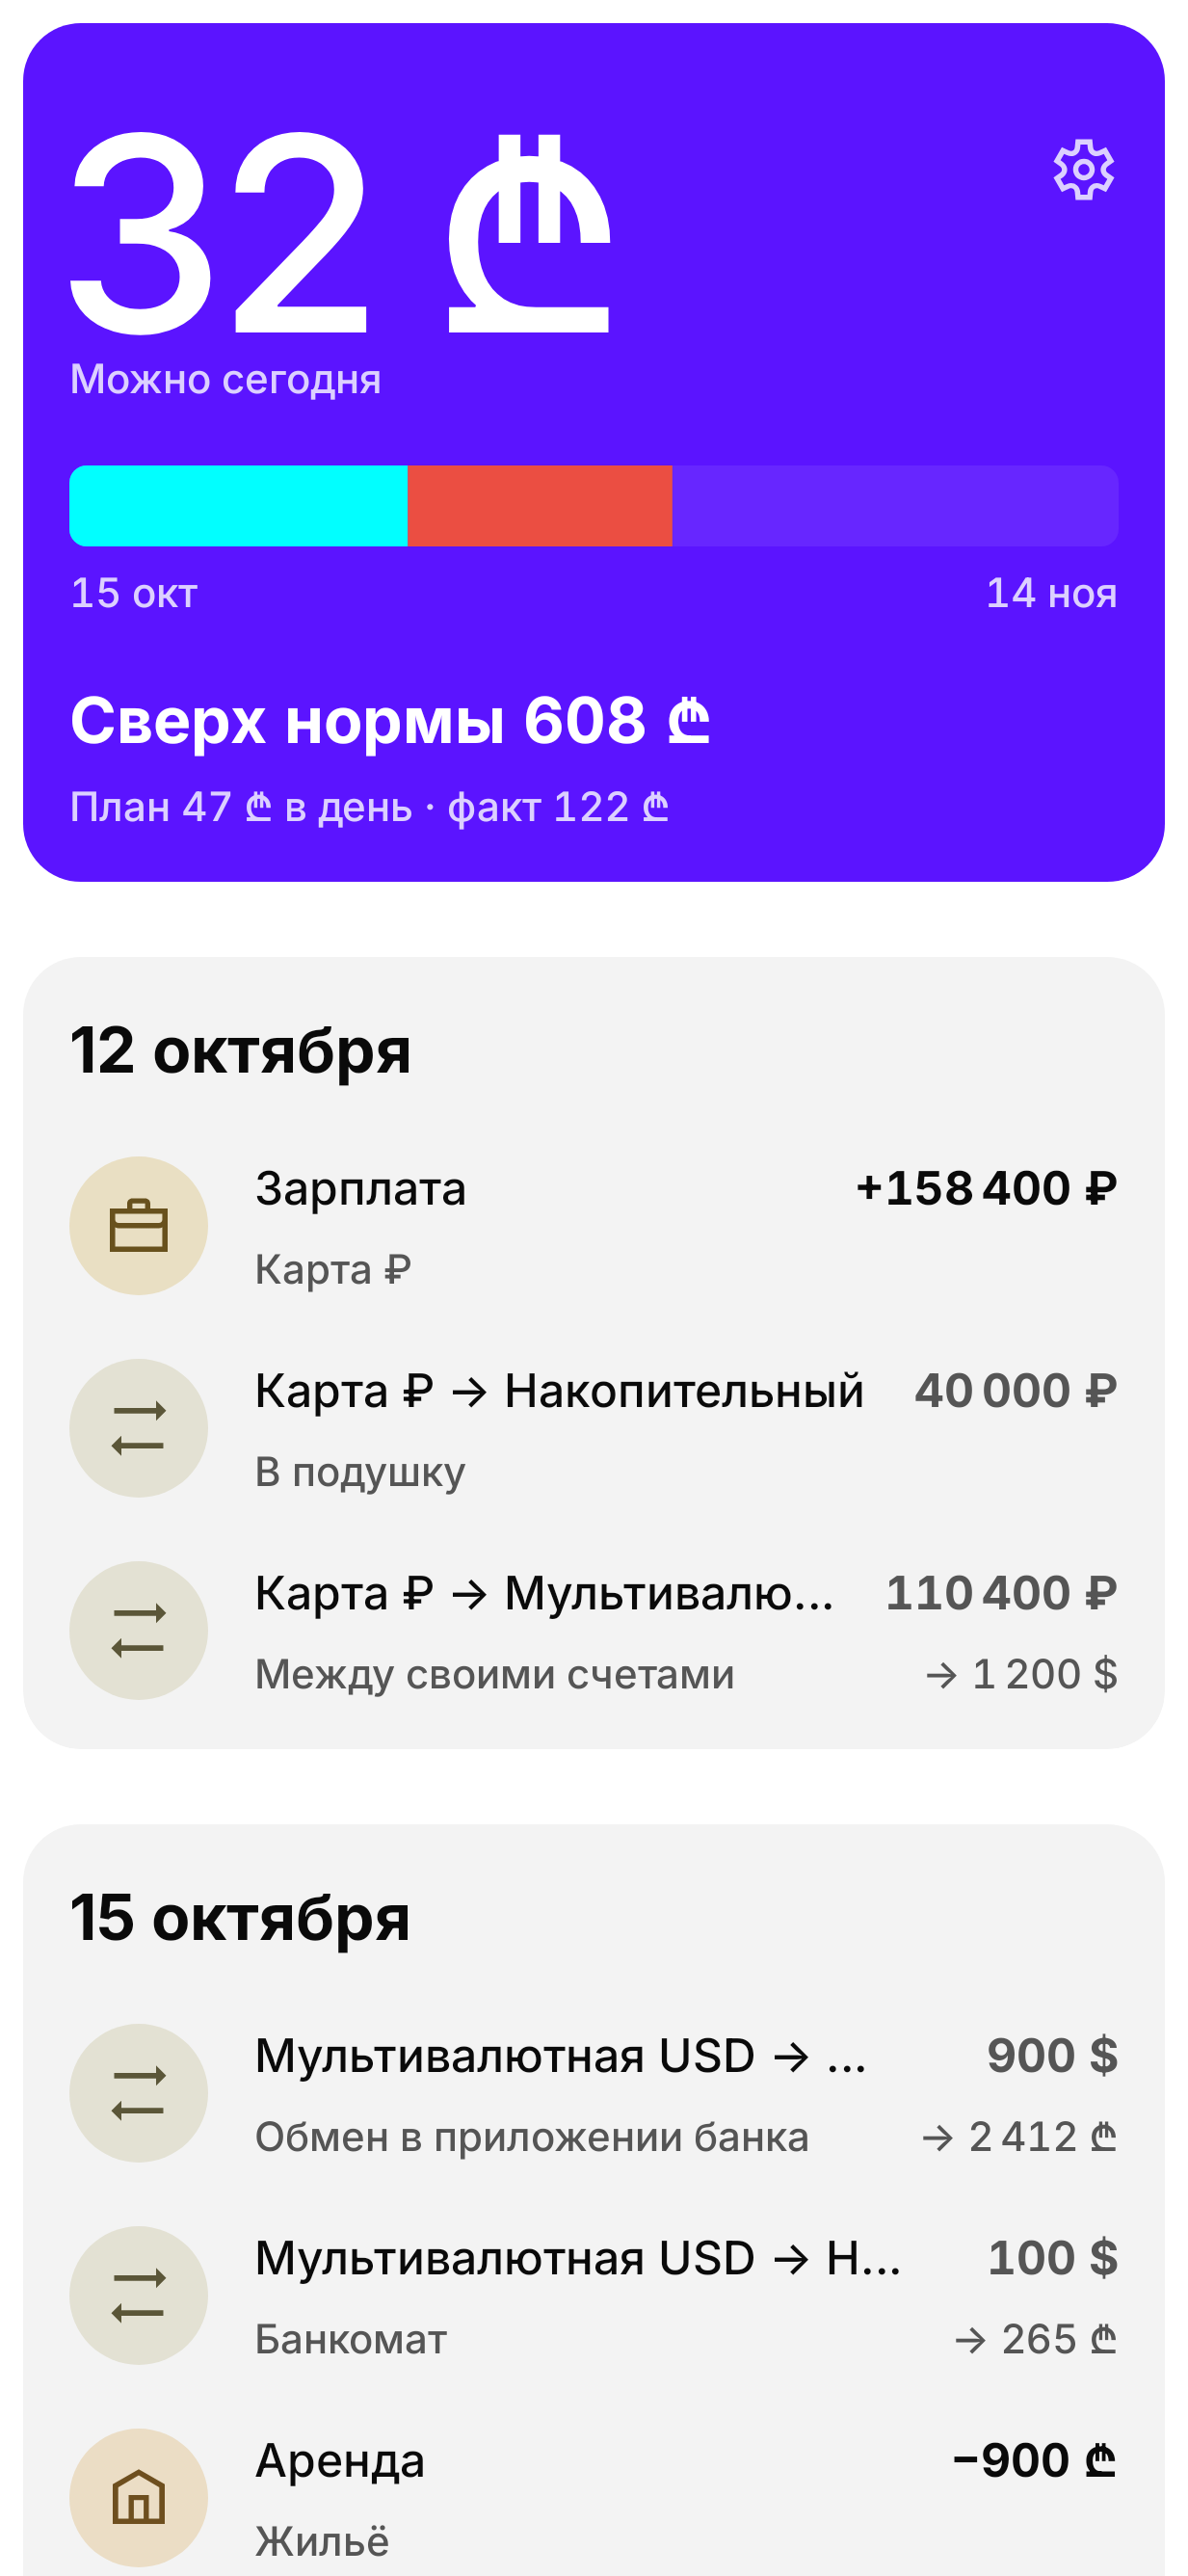 32 ₾
Можно сегодня
15 окт
14 ноя
Сверх нормы 608 ₾
План 47 ₾ в день · факт 122 ₾
12 октября
Зарплата
+158 400 ₽
Карта ₽
Карта ₽ → Накопительный
40 000 ₽
В подушку
Карта ₽ → Мультивалю...
110 400 ₽
Между своими счетами
→ 1 200 $
15 октября
Мультивалютная USD → ...
900 $
Обмен в приложении банка
→ 2 412 ₾
Мультивалютная USD → Н...
100 $
Банкомат
→ 265 ₾
Аренда
−900 ₾
Жильё